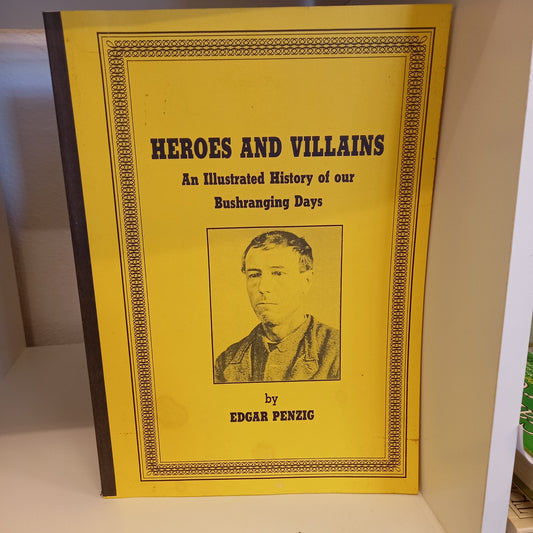 HEROES AND VILLAINS
An Illustrated History of our
Bushranging Days
by
EDGAR PENZIG